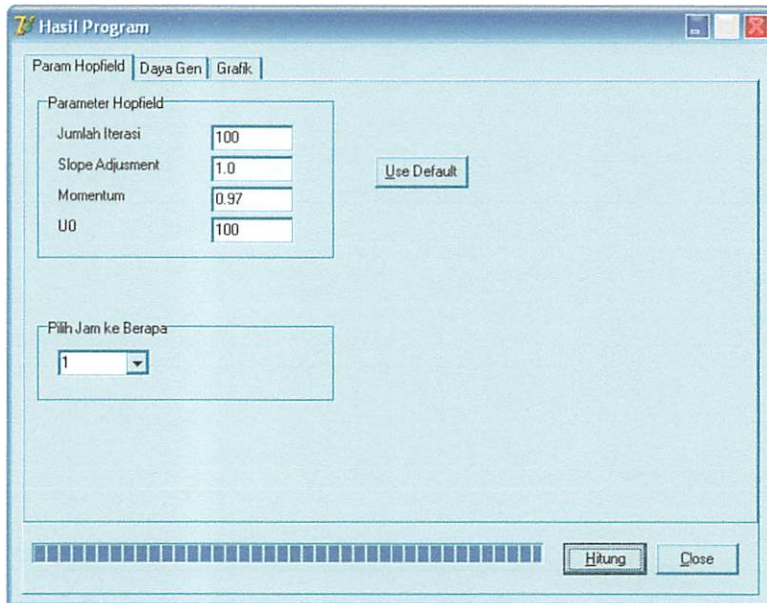 Hasil Program
Param Hopfield Daya Gen Grafik
Parameter Hopfield
Jumlah Iterasi 100
Slope Adjusment 1.0
Momentum 0.97
U0 100
Use Default
Pilih Jam ke Berapa
1
Hitung Close